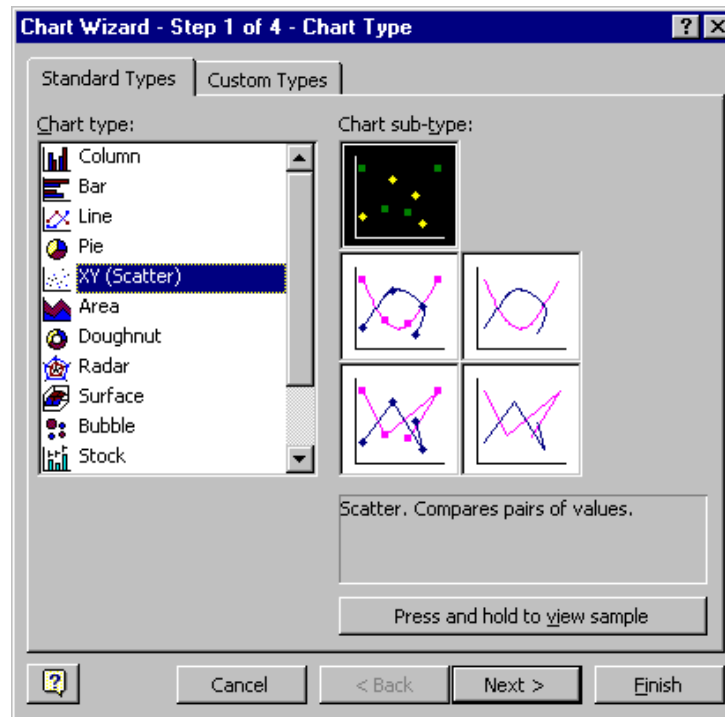 Chart Wizard - Step 1 of 4 - Chart Type
Standard Types
Custom Types
Chart type:
Column
Bar
Line
Pie
XY (Scatter)
Area
Doughnut
Radar
Surface
Bubble
Stock
Chart sub-type:
Scatter. Compares pairs of values.
Press and hold to view sample
Cancel
< Back
Next >
Finish